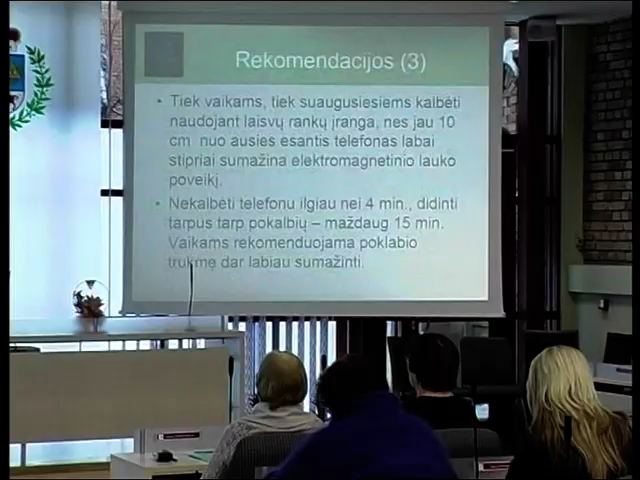 Rekomendacijos (3)
• Tiek vaikams, tiek suaugusiesiems kalbėti
naudojant laisvų rankų įranga, nes jau 10
cm nuo ausies esantis telefonas labai
stipriai sumažina elektromagnetinio lauko
poveikį.
• Nekalbėti telefonu ilgiau nei 4 min., didinti
tarpus tarp pokalbių – maždaug 15 min.
Vaikams rekomenduojama poklabio
trukmę dar labiau sumažinti.